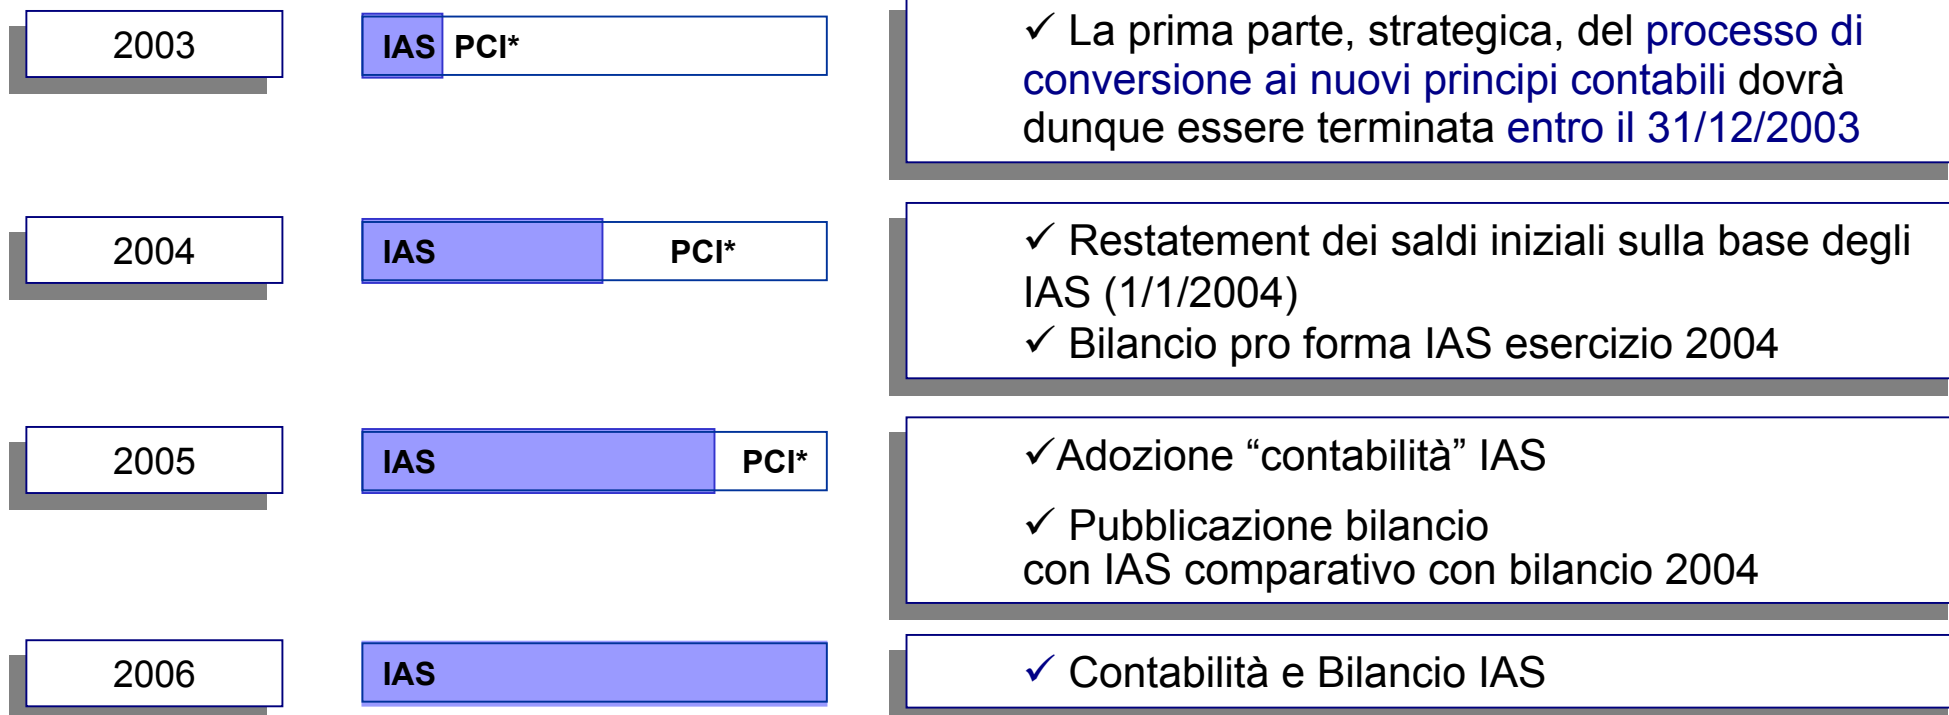 2003
IAS PCI*
✓ La prima parte, strategica, del processo di
conversione ai nuovi principi contabili dovrà
dunque essere terminata entro il 31/12/2003
2004
IAS PCI*
✓ Restatement dei saldi iniziali sulla base degli
IAS (1/1/2004)
✓ Bilancio pro forma IAS esercizio 2004
2005
IAS PCI*
✓Adozione “contabilità” IAS
✓ Pubblicazione bilancio
con IAS comparativo con bilancio 2004
2006
IAS
✓ Contabilità e Bilancio IAS